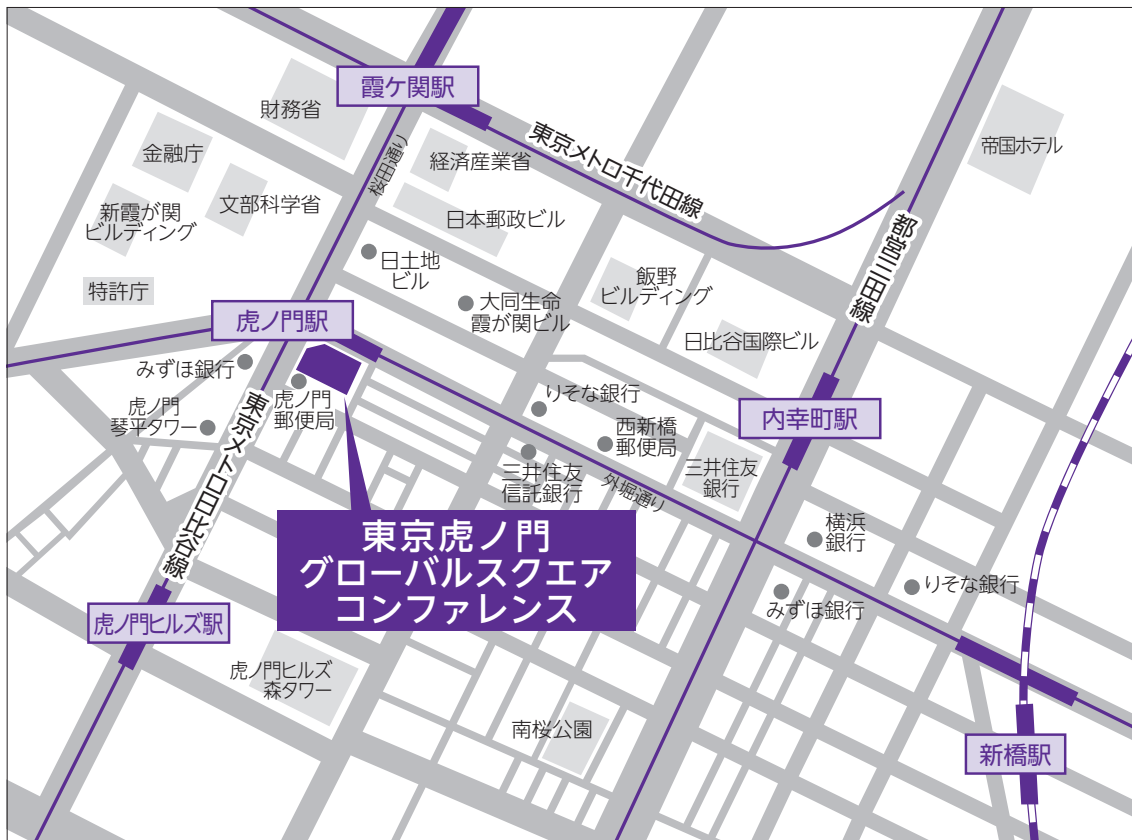 霞ケ関駅
財務省
金融庁
新霞が関
ビルディング
文部科学省
特許庁
桜田通り
経済産業省
日本郵政ビル
東京メトロ千代田線
帝国ホテル
日土地
ビル
大同生命
霞が関ビル
飯野
ビルディング
日比谷国際ビル
都営三田線
虎ノ門駅
みずほ銀行
虎ノ門
琴平タワー
虎ノ門
郵便局
りそな銀行
西新橋
郵便局
内幸町駅
三井住友
信託銀行
外堀通り
三井住友
銀行
東京メトロ日比谷線
東京虎ノ門
グローバルスクエア
コンファレンス
横浜
銀行
みずほ銀行
りそな銀行
虎ノ門ヒルズ駅
虎ノ門ヒルズ
森タワー
南桜公園
新橋駅